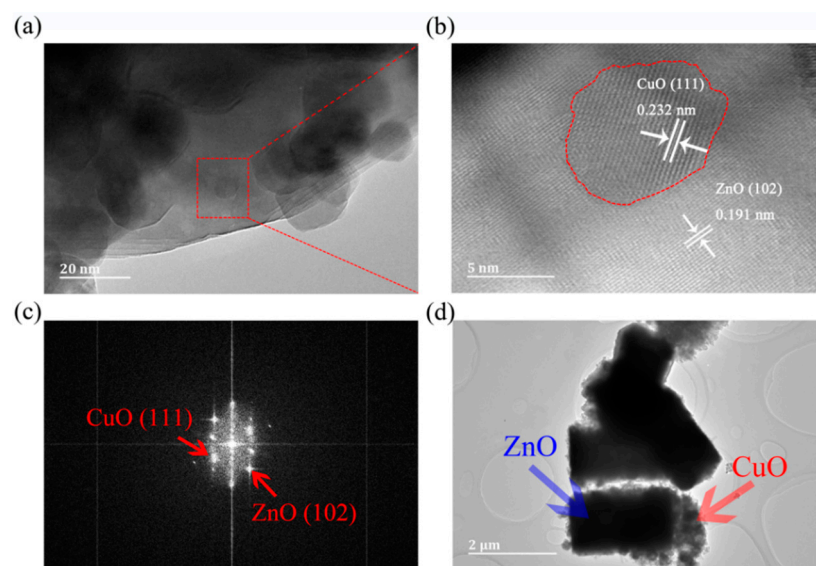 (a)
20 nm
(b)
CuO (111)
0.232 nm
ZnO (102)
0.191 nm
5 nm
(c)
CuO (111)
ZnO (102)
(d)
ZnO
CuO
2 μm